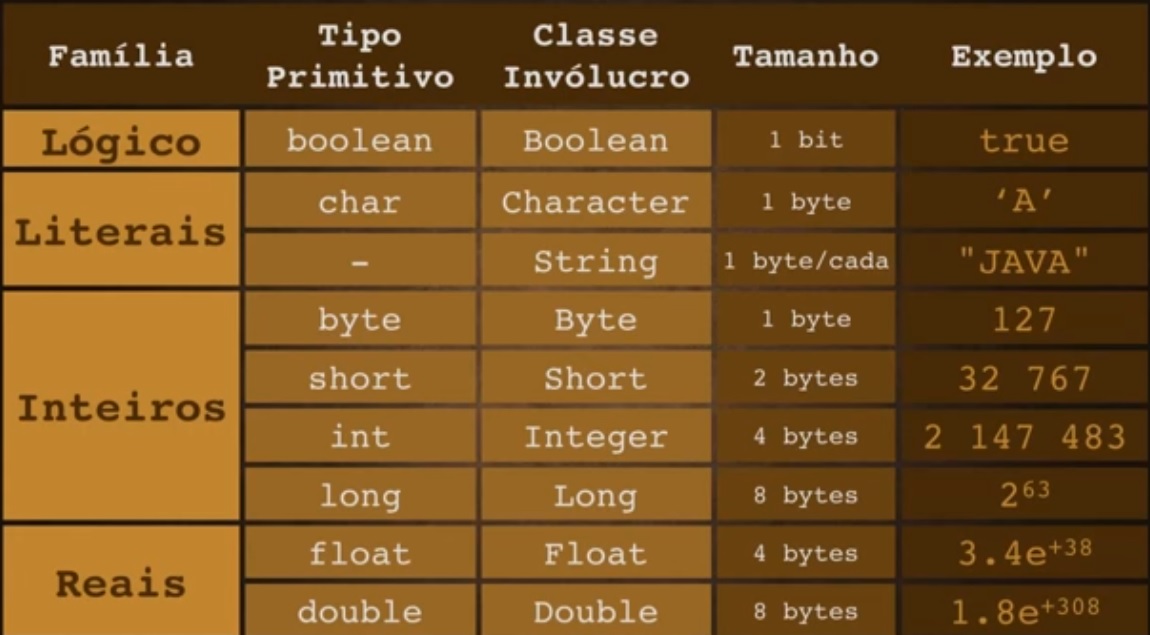 Família Tipo Primitivo Classe Invólucro Tamanho Exemplo
Lógico boolean Boolean 1 bit true
Literais char Character 1 byte ‘A’
– String 1 byte/cada "JAVA"
Inteiros byte Byte 1 byte 127
short Short 2 bytes 32 767
int Integer 4 bytes 2 147 483
long Long 8 bytes 2⁶³
Reais float Float 4 bytes 3.4e⁺³⁸
double Double 8 bytes 1.8e⁺³⁰⁸